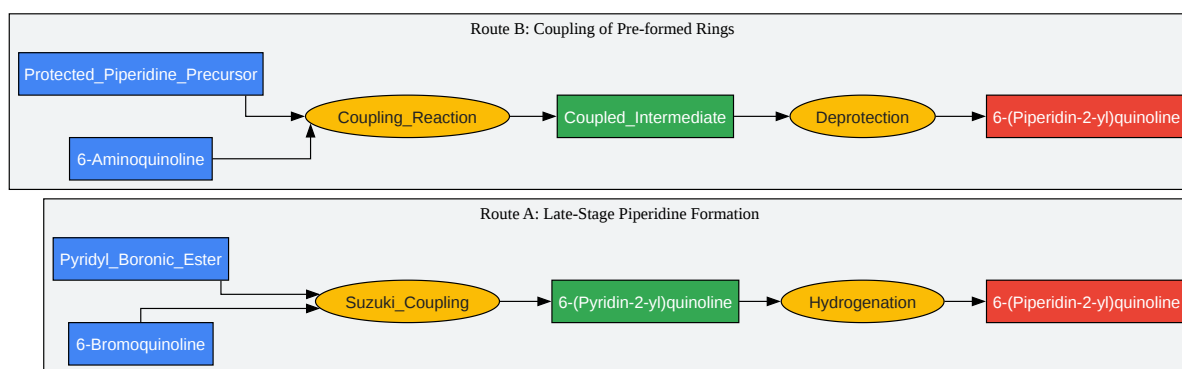 Route B: Coupling of Pre-formed Rings
Protected_Piperidine_Precursor
Coupling_Reaction
Coupled_Intermediate
Deprotection
6-(Piperidin-2-yl)quinoline
6-Aminoquinoline
Route A: Late-Stage Piperidine Formation
Pyridyl_Boronic_Ester
Suzuki_Coupling
6-(Pyridin-2-yl)quinoline
Hydrogenation
6-(Piperidin-2-yl)quinoline
6-Bromoquinoline